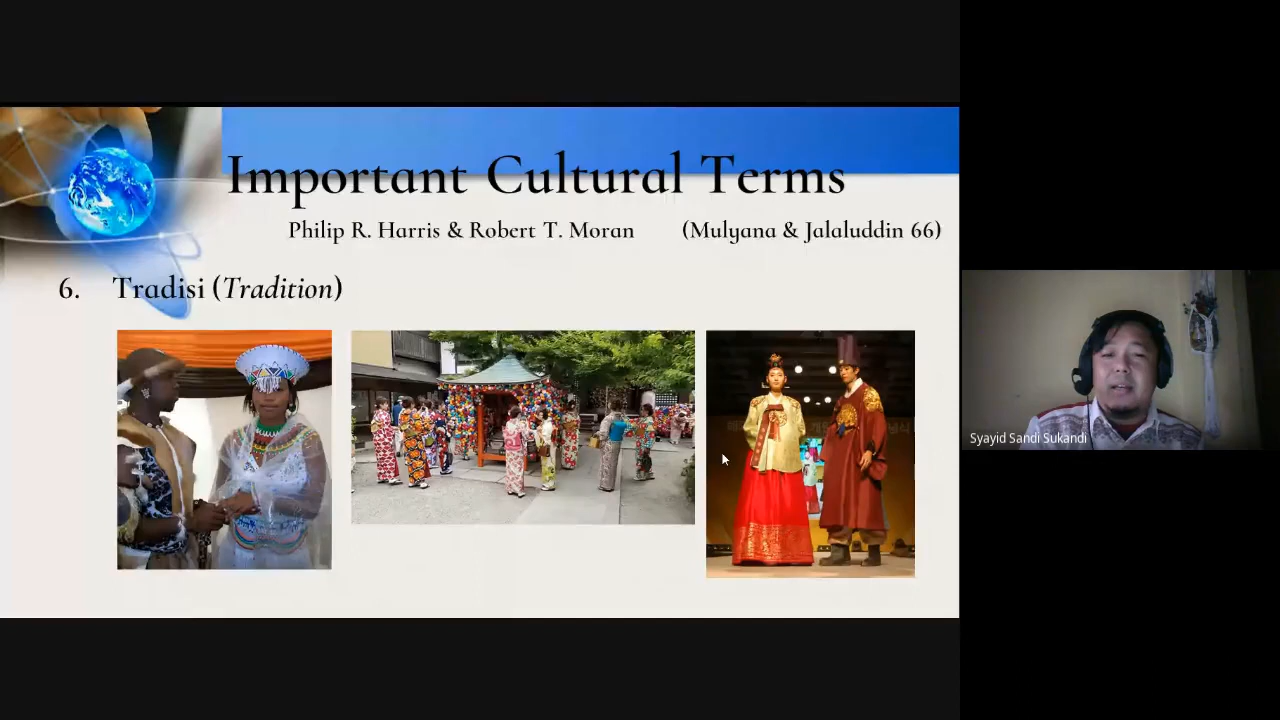 Important Cultural Terms
Philip R. Harris & Robert T. Moran (Mulyana & Jalaluddin 66)
6. Tradisi (Tradition)
Syayid Sandi Sukandi